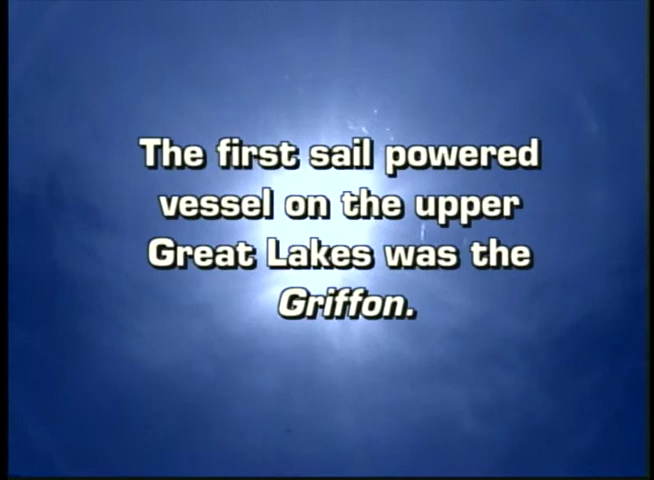 The first sail powered
vessel on the upper
Great Lakes was the
Griffon.